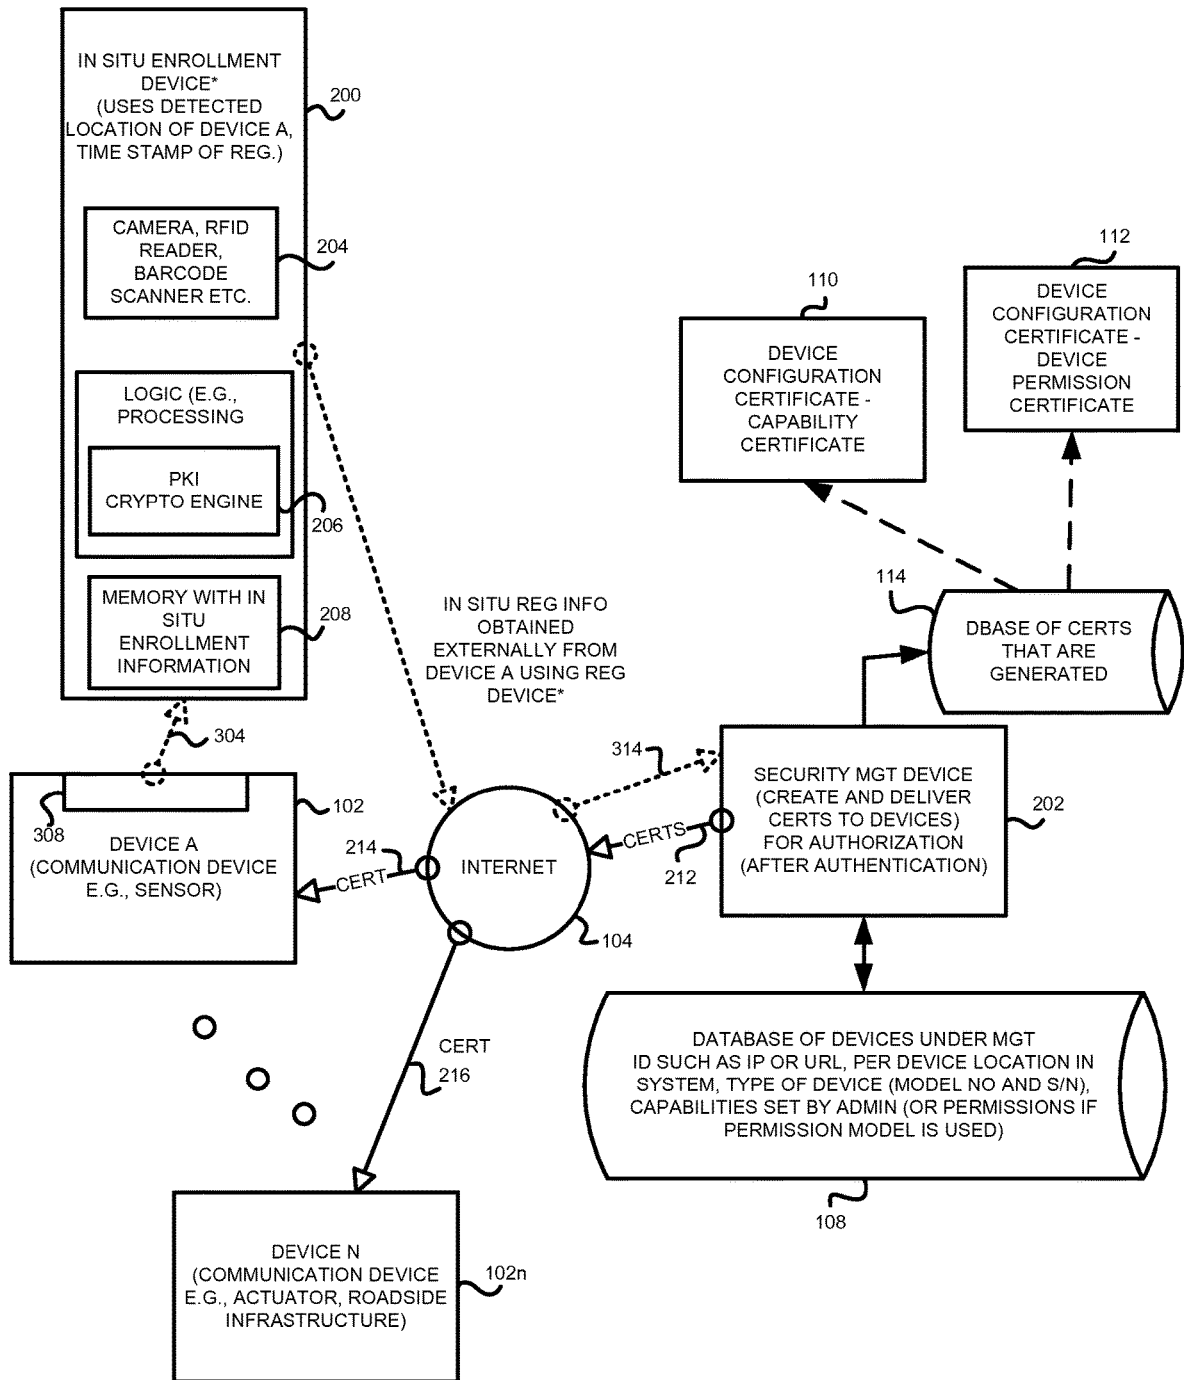 IN SITU ENROLLMENT
DEVICE*
(USES DETECTED
LOCATION OF DEVICE A,
TIME STAMP OF REG.)
200
CAMERA, RFID
READER,
BARCODE
SCANNER ETC.
204
LOGIC (E.G.,
PROCESSING
PKI
CRYPTO ENGINE
206
MEMORY WITH IN
SITU
ENROLLMENT
INFORMATION
208
304
308
102
DEVICE A
(COMMUNICATION DEVICE
E.G., SENSOR)
214
CERT
IN SITU REG INFO
OBTAINED
EXTERNALLY FROM
DEVICE A USING REG
DEVICE*
INTERNET
104
314
CERTS
212
110
DEVICE
CONFIGURATION
CERTIFICATE -
CAPABILITY
CERTIFICATE
112
DEVICE
CONFIGURATION
CERTIFICATE -
DEVICE
PERMISSION
CERTIFICATE
114
DBASE OF CERTS
THAT ARE
GENERATED
SECURITY MGT DEVICE
(CREATE AND DELIVER
CERTS TO DEVICES)
FOR AUTHORIZATION
(AFTER AUTHENTICATION)
202
DATABASE OF DEVICES UNDER MGT
ID SUCH AS IP OR URL, PER DEVICE LOCATION IN
SYSTEM, TYPE OF DEVICE (MODEL NO AND S/N),
CAPABILITIES SET BY ADMIN (OR PERMISSIONS IF
PERMISSION MODEL IS USED)
108
CERT
216
DEVICE N
(COMMUNICATION DEVICE
E.G., ACTUATOR, ROADSIDE
INFRASTRUCTURE)
102n